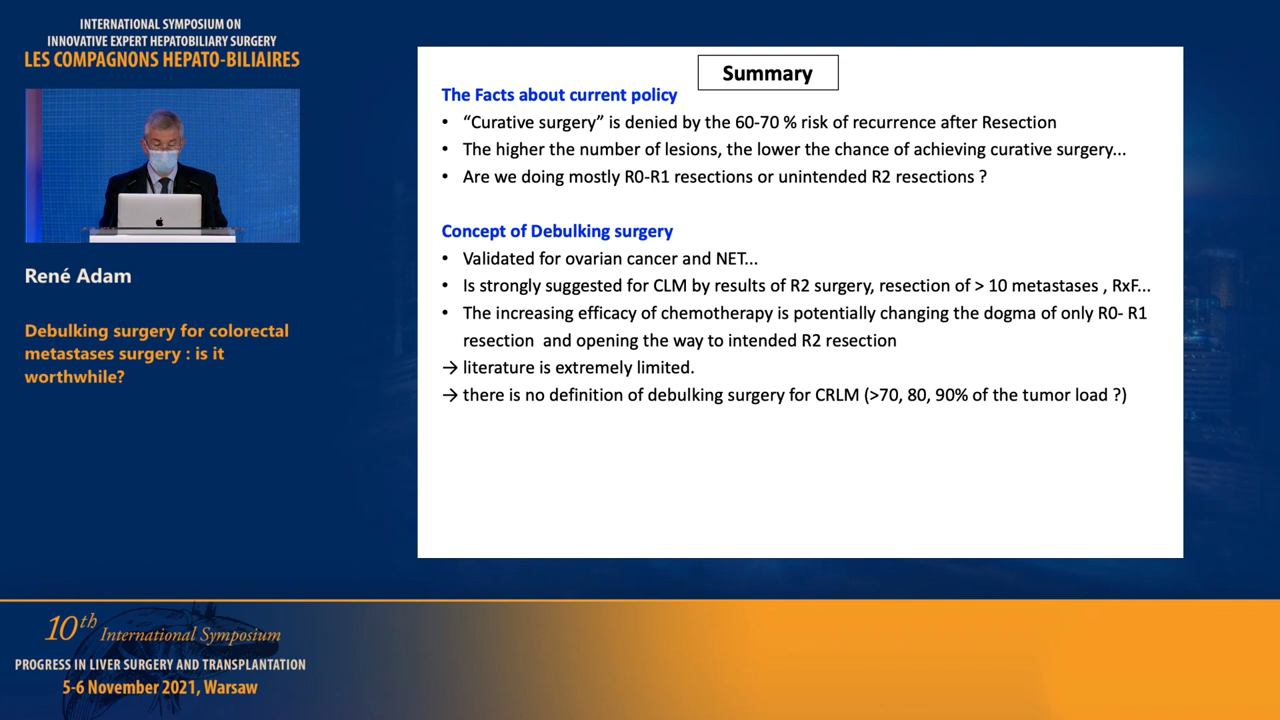 INTERNATIONAL SYMPOSIUM ON
INNOVATIVE EXPERT HEPATOBILIARY SURGERY
LES COMPAGNONS HEPATO-BILIAIRES
René Adam
Debulking surgery for colorectal
metastases surgery : is it
worthwhile?
Summary
The Facts about current policy
• “Curative surgery” is denied by the 60-70 % risk of recurrence after Resection
• The higher the number of lesions, the lower the chance of achieving curative surgery...
• Are we doing mostly R0-R1 resections or unintended R2 resections ?
Concept of Debulking surgery
• Validated for ovarian cancer and NET...
• Is strongly suggested for CLM by results of R2 surgery, resection of > 10 metastases , RxF...
• The increasing efficacy of chemotherapy is potentially changing the dogma of only R0- R1
resection and opening the way to intended R2 resection
→ literature is extremely limited.
→ there is no definition of debulking surgery for CRLM (>70, 80, 90% of the tumor load ?)
10th International Symposium
PROGRESS IN LIVER SURGERY AND TRANSPLANTATION
5-6 November 2021, Warsaw